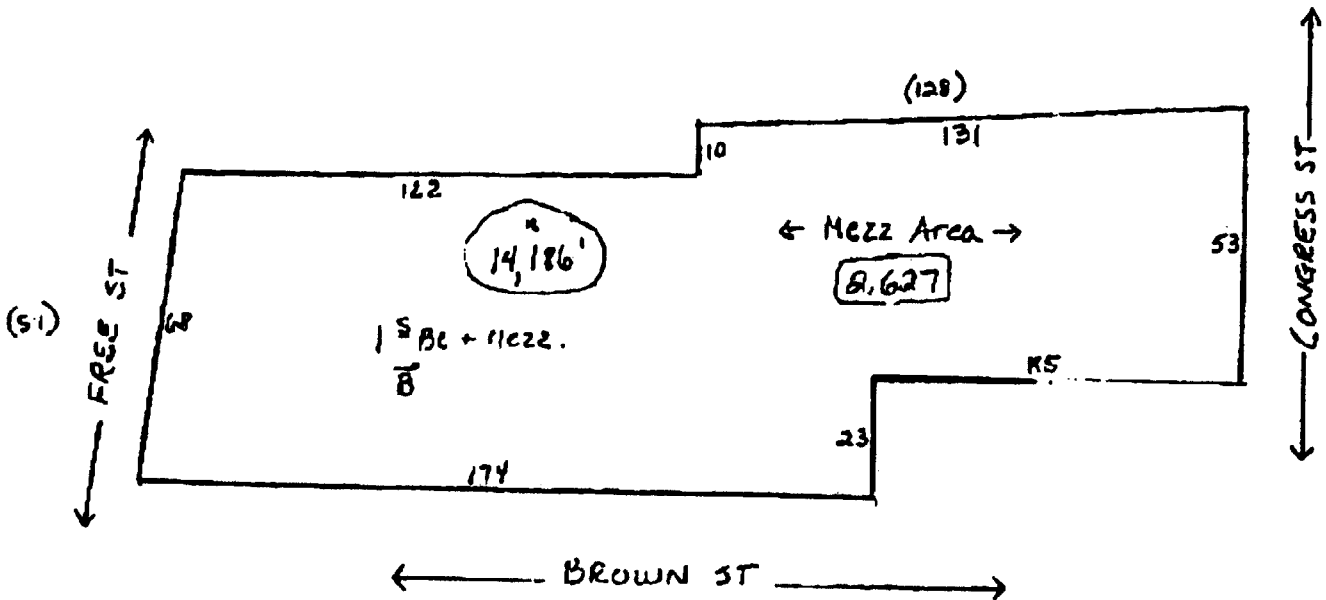 (128)
131
10
122
14,186'
← Mezz Area →
2,627
53
CONGRESS ST
(51)
FREE ST
68
1 S Bc + Mezz.
B
23
174
BROWN ST